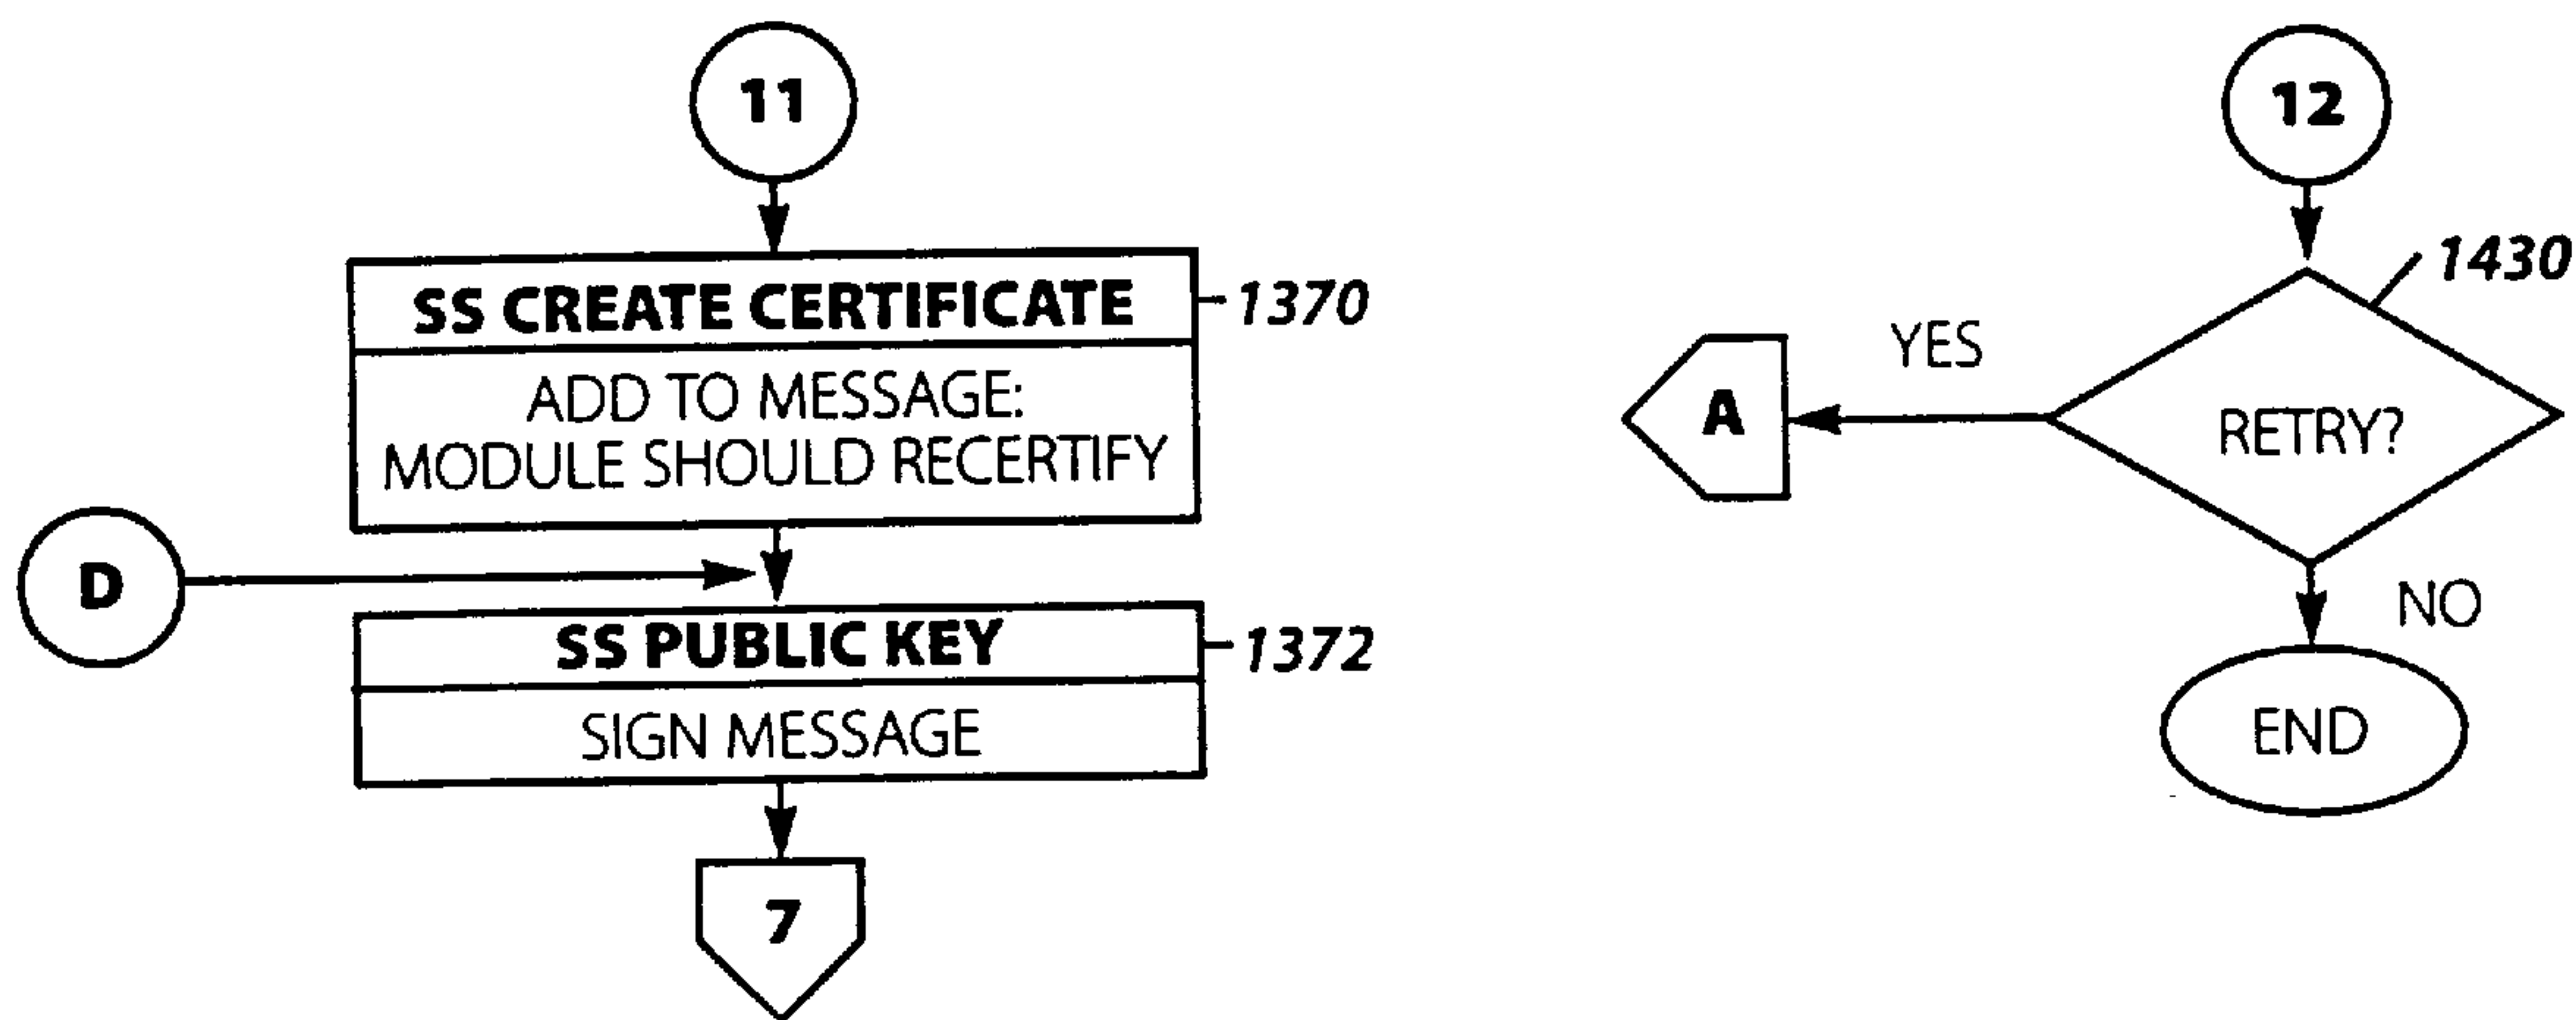 11
SS CREATE CERTIFICATE
1370
ADD TO MESSAGE:
MODULE SHOULD RECERTIFY
D
SS PUBLIC KEY
1372
SIGN MESSAGE
7
12
1430
YES
A
RETRY?
NO
END